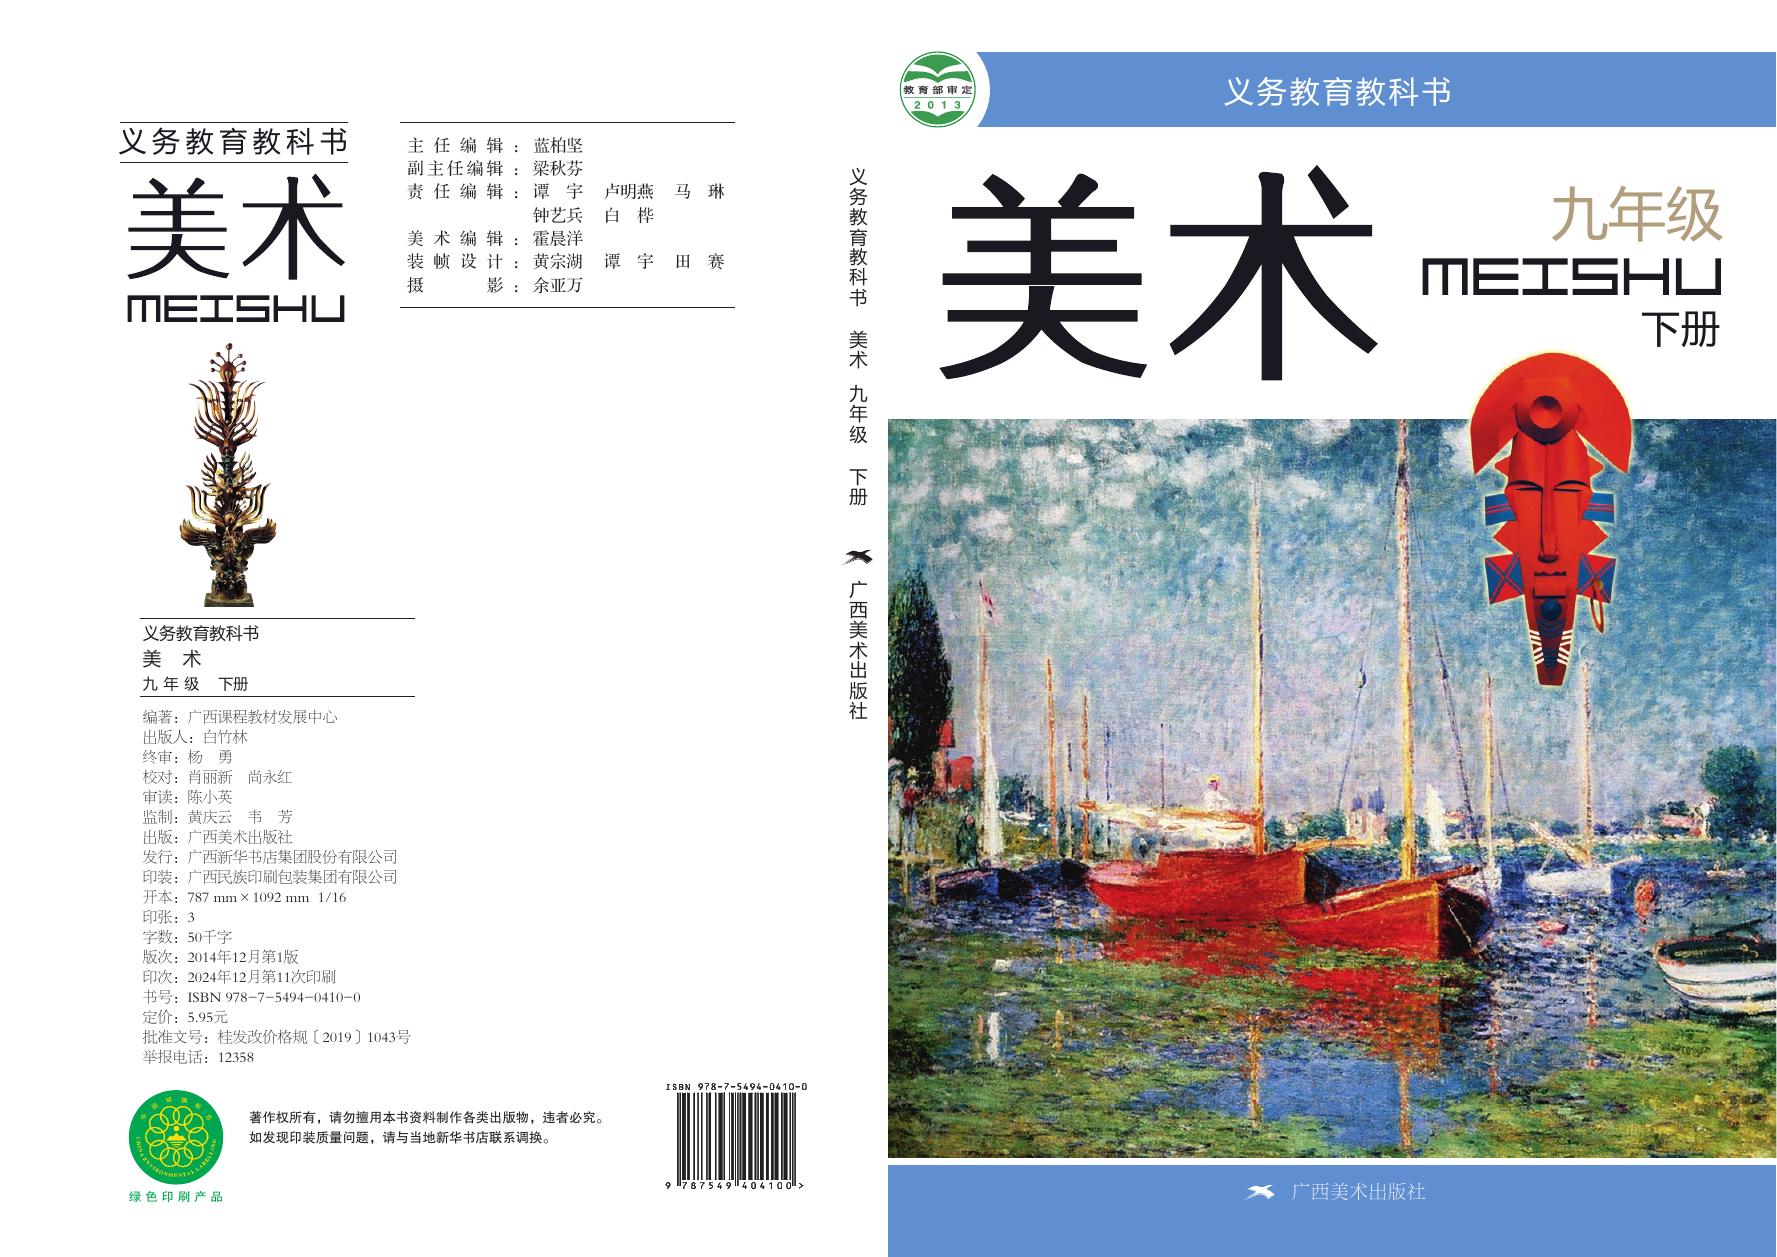 义务教育教科书
美术
MEISHU
主任编辑：蓝柏坚
副主任编辑：梁秋芬
责任编辑：谭　宇　卢明燕　马　琳
钟艺兵　白　桦
美术编辑：霍晨洋
装帧设计：黄宗湖　谭　宇　田　赛
摄　影：余亚万
义务教育教科书
美　术
九年级　下册
编著：广西课程教材发展中心
出版人：白竹林
终审：杨　勇
校对：肖丽新　尚永红
审读：陈小英
监制：黄庆云　韦　芳
出版：广西美术出版社
发行：广西新华书店集团股份有限公司
印装：广西民族印刷包装集团有限公司
开本：787 mm×1092 mm 1/16
印张：3
字数：50千字
版次：2014年12月第1版
印次：2024年12月第11次印刷
书号：ISBN 978-7-5494-0410-0
定价：5.95元
批准文号：桂发改价格规〔2019〕1043号
举报电话：12358
中国环境标志
CHINA ENVIRONMENTAL LABELLING
绿色印刷产品
著作权所有，请勿擅用本书资料制作各类出版物，违者必究。
如发现印装质量问题，请与当地新华书店联系调换。
ISBN 978-7-5494-0410-0
9 787549 404100 >
义务教育教科书　美术　九年级　下册　广西美术出版社
教育部审定
2013
义务教育教科书
美术
九年级
MEISHU
下册
广西美术出版社